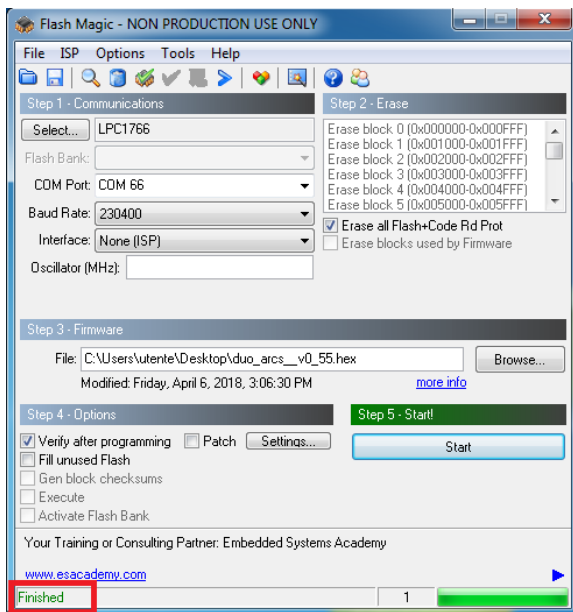 Flash Magic - NON PRODUCTION USE ONLY
File ISP Options Tools Help
Step 1 - Communications
Select... LPC1766
Flash Bank:
COM Port: COM 66
Baud Rate: 230400
Interface: None (ISP)
Oscillator (MHz):
Step 2 - Erase
Erase block 0 (0x000000-0x000FFF)
Erase block 1 (0x001000-0x001FFF)
Erase block 2 (0x002000-0x002FFF)
Erase block 3 (0x003000-0x003FFF)
Erase block 4 (0x004000-0x004FFF)
Erase block 5 (0x005000-0x005FFF)
Erase all Flash+Code Rd Prot
Erase blocks used by Firmware
Step 3 - Firmware
File: C:\Users\utente\Desktop\duo_arcs__v0_55.hex Browse...
Modified: Friday, April 6, 2018, 3:06:30 PM more info
Step 4 - Options
Verify after programming Patch Settings...
Fill unused Flash
Gen block checksums
Execute
Activate Flash Bank
Step 5 - Start!
Start
Your Training or Consulting Partner: Embedded Systems Academy
www.esacademy.com
Finished 1